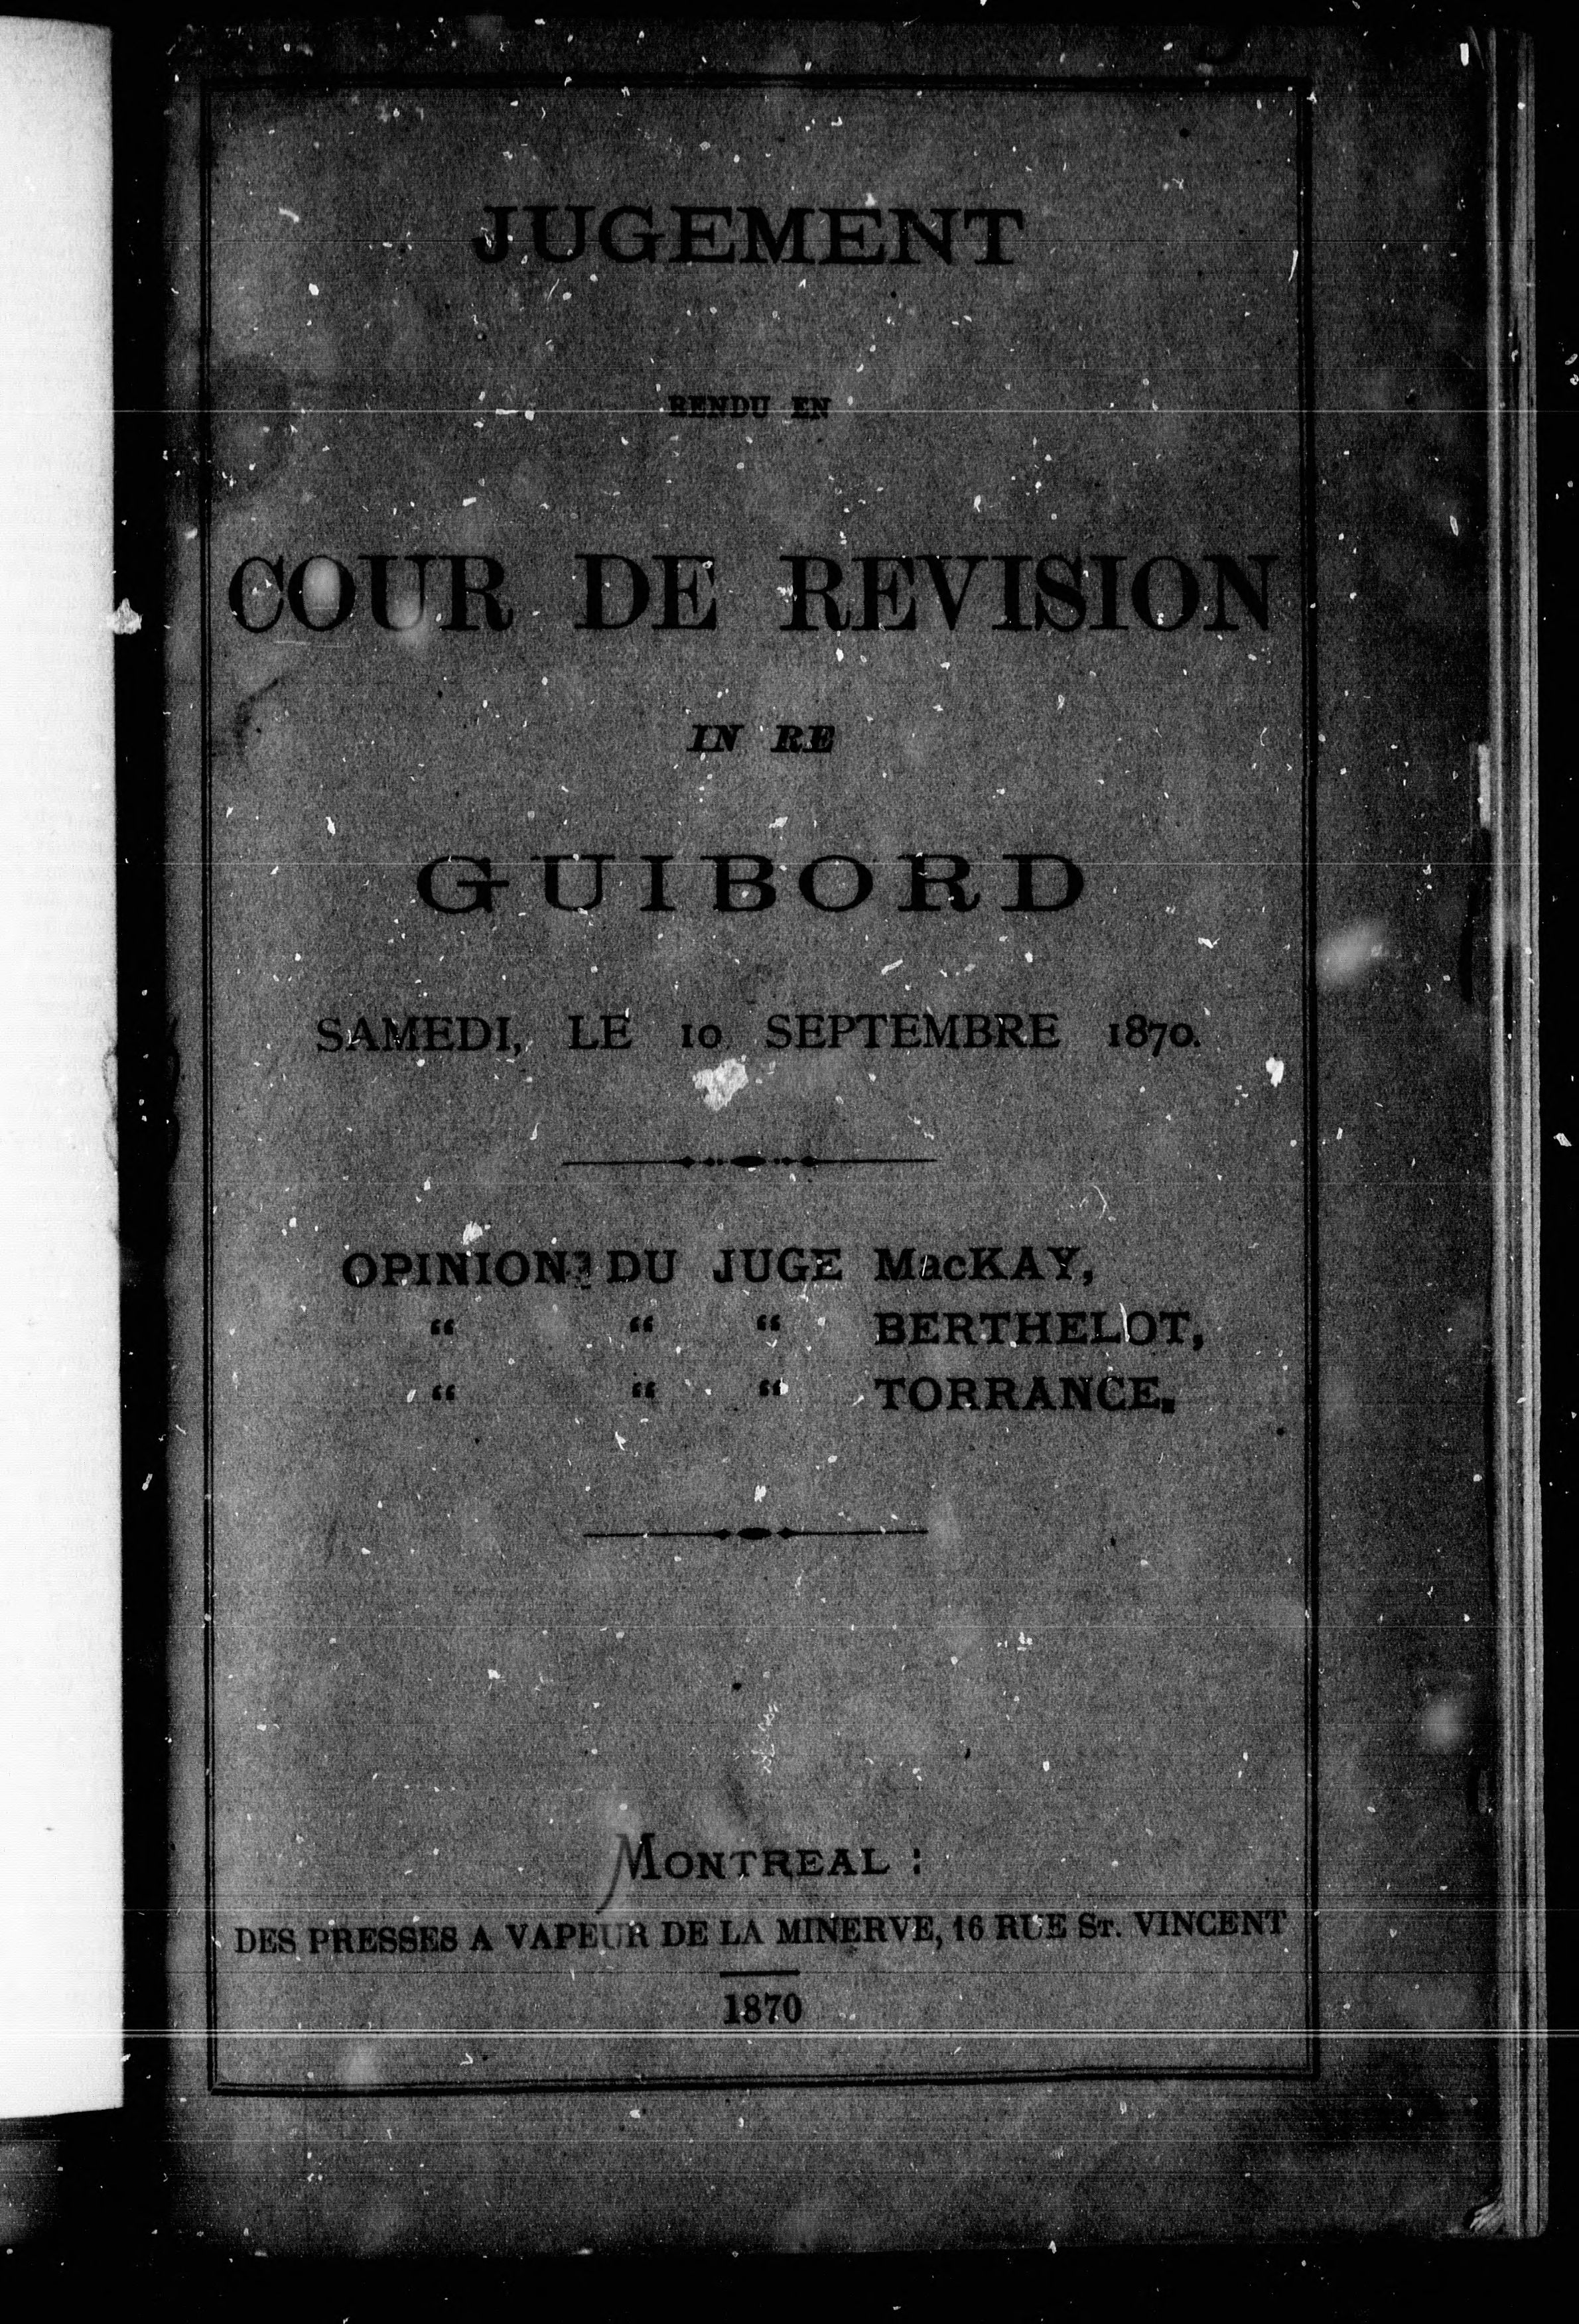 JUGEMENT
RENDU EN
COUR DE REVISION
IN RE
GUIBORD
SAMEDI, LE 10 SEPTEMBRE 1870.
OPINION DU JUGE MacKAY,
“ “ “ BERTHELOT,
“ “ “ TORRANCE.
MONTREAL :
DES PRESSES A VAPEUR DE LA MINERVE, 16 RUE ST. VINCENT
1870